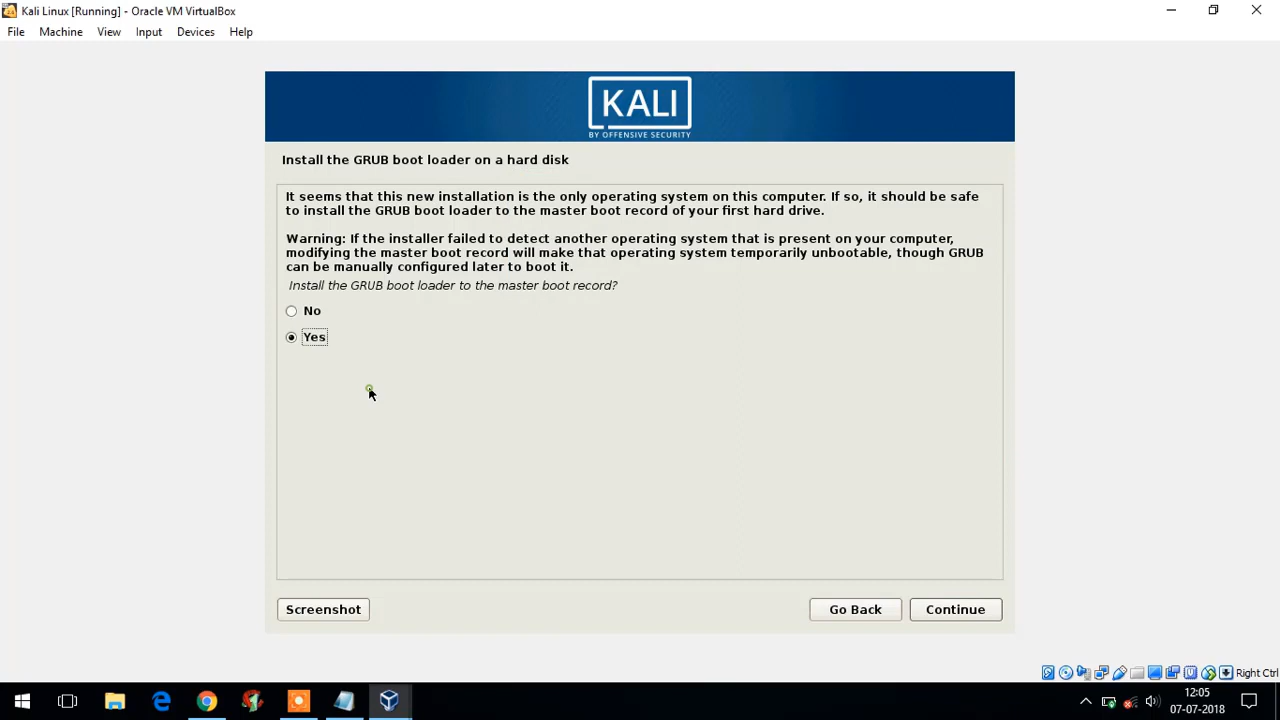 Kali Linux [Running] - Oracle VM VirtualBox
File Machine View Input Devices Help
KALI
BY OFFENSIVE SECURITY
Install the GRUB boot loader on a hard disk
It seems that this new installation is the only operating system on this computer. If so, it should be safe
to install the GRUB boot loader to the master boot record of your first hard drive.
Warning: If the installer failed to detect another operating system that is present on your computer,
modifying the master boot record will make that operating system temporarily unbootable, though GRUB
can be manually configured later to boot it.
Install the GRUB boot loader to the master boot record?
No
Yes
Screenshot Go Back Continue
Right Ctrl
12:05
07-07-2018